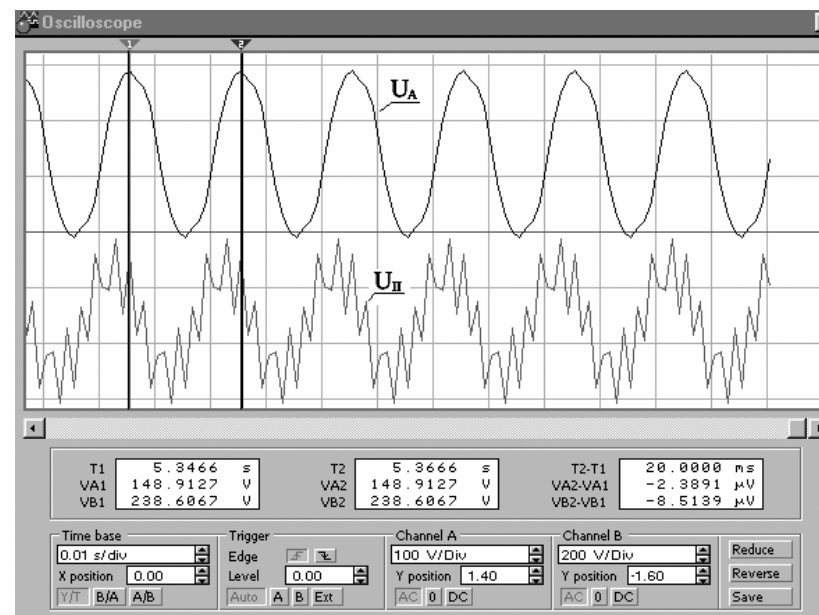 Oscilloscope
1 2
U_A
U_П
T1 5.3466 s T2 5.3666 s T2-T1 20.0000 ms
VA1 148.9127 V VA2 148.9127 V VA2-VA1 -2.3891 µV
VB1 238.6067 V VB2 238.6067 V VB2-VB1 -8.5139 µV
Time base Trigger Channel A Channel B
0.01 s/div Edge 100 V/Div 200 V/Div Reduce
X position 0.00 Level 0.00 Y position 1.40 Y position -1.60 Reverse
Y/T B/A A/B Auto A B Ext AC 0 DC AC 0 DC Save